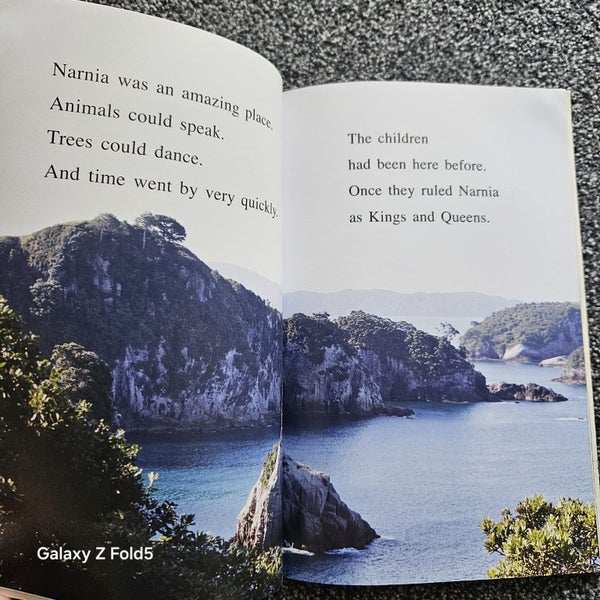 Narnia was an amazing place.
Animals could speak.
Trees could dance.
And time went by very quickly.
The children
had been here before.
Once they ruled Narnia
as Kings and Queens.
Galaxy Z Fold5